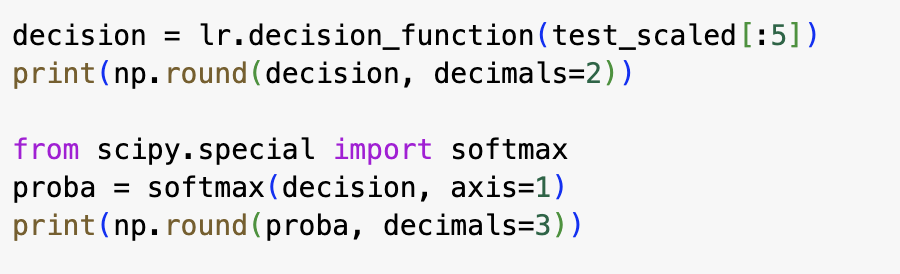 decision = lr.decision_function(test_scaled[:5])
print(np.round(decision, decimals=2))
from scipy.special import softmax
proba = softmax(decision, axis=1)
print(np.round(proba, decimals=3))